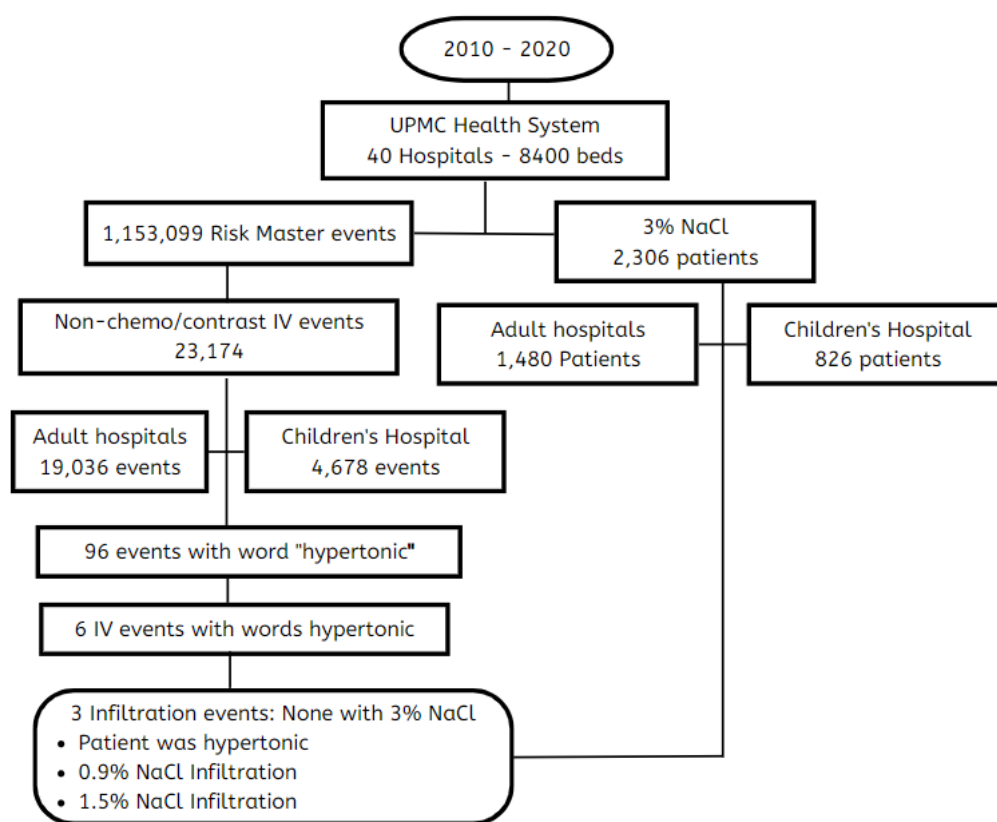 2010 - 2020
UPMC Health System
40 Hospitals - 8400 beds
1,153,099 Risk Master events
3% NaCl
2,306 patients
Non-chemo/contrast IV events
23,174
Adult hospitals
1,480 Patients
Children's Hospital
826 patients
Adult hospitals
19,036 events
Children's Hospital
4,678 events
96 events with word "hypertonic"
6 IV events with words hypertonic
3 Infiltration events: None with 3% NaCl
• Patient was hypertonic
• 0.9% NaCl Infiltration
• 1.5% NaCl Infiltration